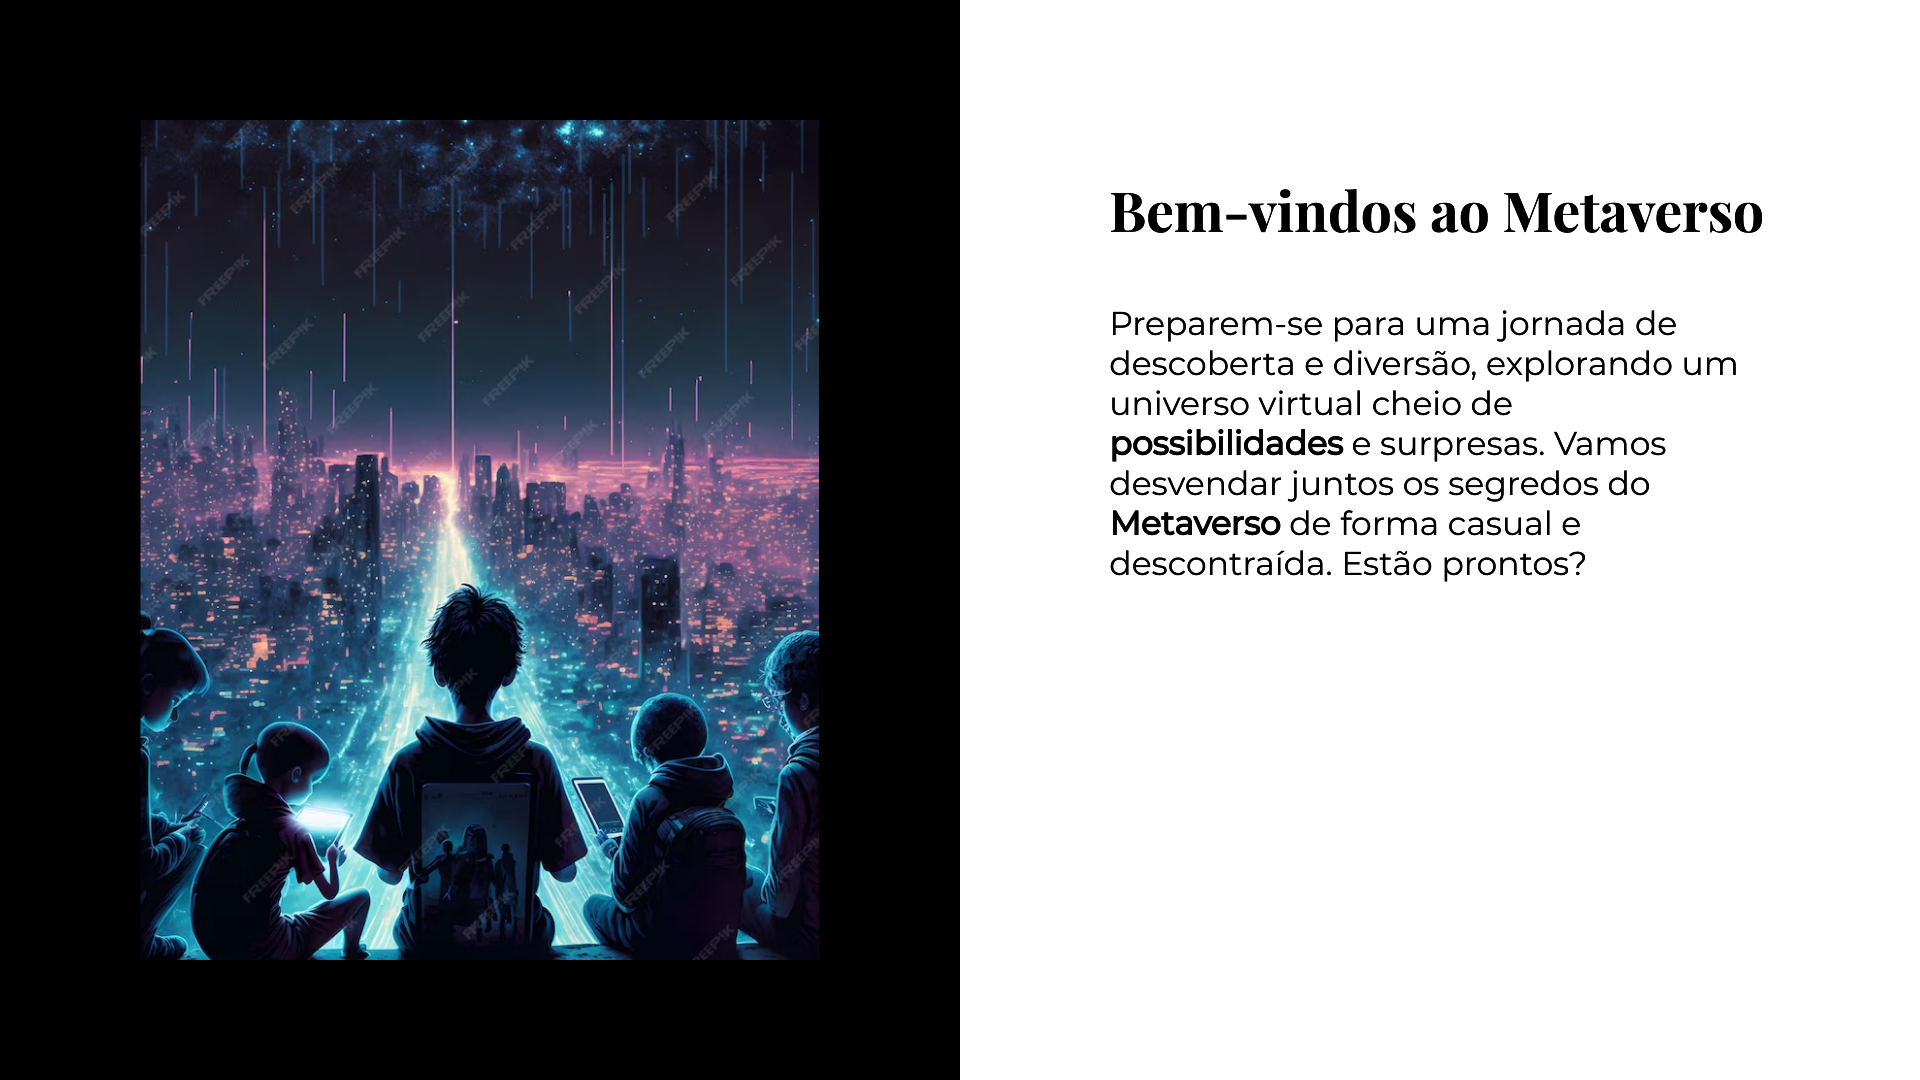 Bem-vindos ao Metaverso
Preparem-se para uma jornada de
descoberta e diversão, explorando um
universo virtual cheio de
possibilidades e surpresas. Vamos
desvendar juntos os segredos do
Metaverso de forma casual e
descontraída. Estão prontos?
FREEPIK